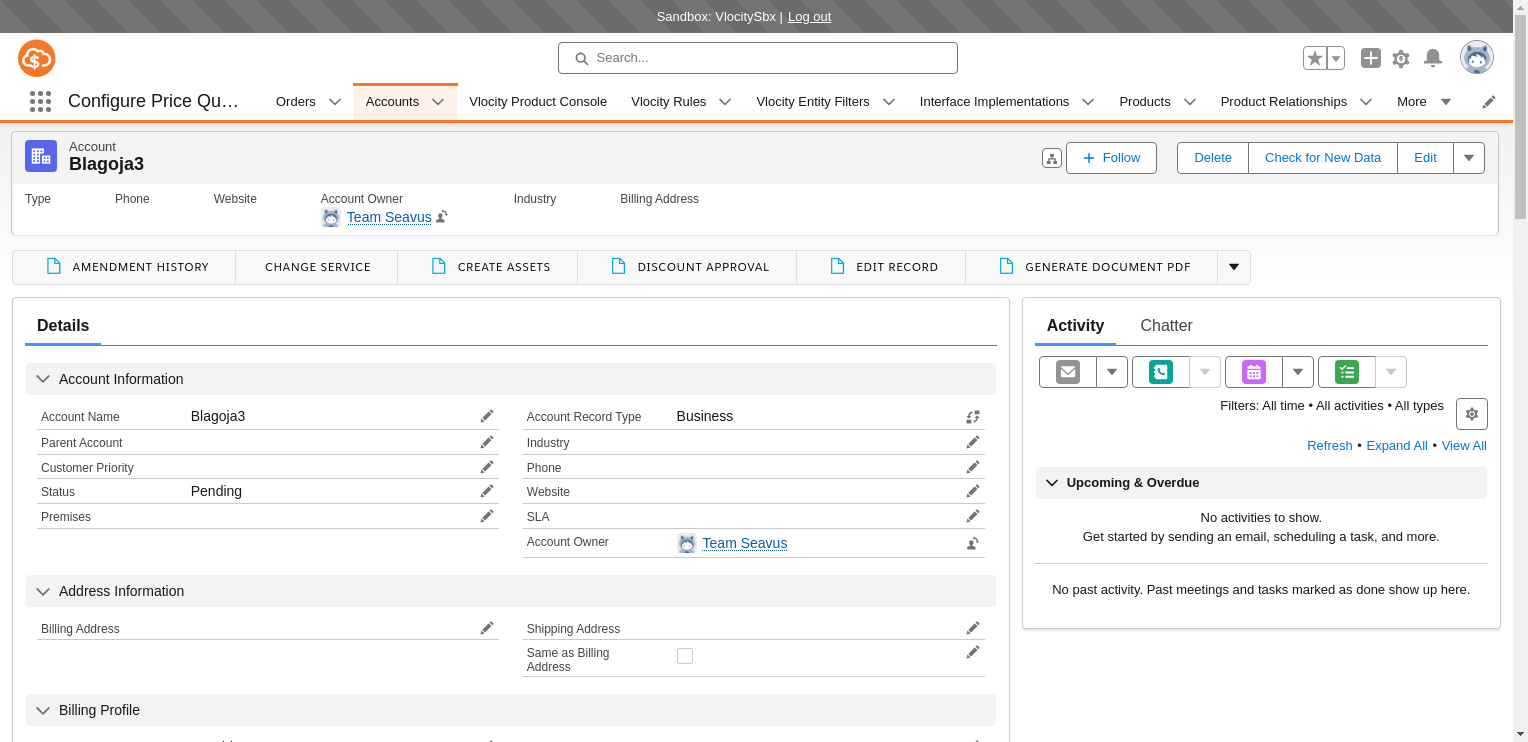 Sandbox: VlocitySbx | Log out
Search...
Configure Price Qu...
Orders
Accounts
Vlocity Product Console
Vlocity Rules
Vlocity Entity Filters
Interface Implementations
Products
Product Relationships
More
Account
Blagoja3
Follow
Delete
Check for New Data
Edit
Type
Phone
Website
Account Owner
Industry
Billing Address
Team Seavus
AMENDMENT HISTORY
CHANGE SERVICE
CREATE ASSETS
DISCOUNT APPROVAL
EDIT RECORD
GENERATE DOCUMENT PDF
Details
Account Information
Account Name
Blagoja3
Account Record Type
Business
Parent Account
Industry
Customer Priority
Phone
Status
Pending
Website
Premises
SLA
Account Owner
Team Seavus
Address Information
Billing Address
Shipping Address
Same as Billing
Address
Billing Profile
Activity
Chatter
Filters: All time • All activities • All types
Refresh • Expand All • View All
Upcoming & Overdue
No activities to show.
Get started by sending an email, scheduling a task, and more.
No past activity. Past meetings and tasks marked as done show up here.